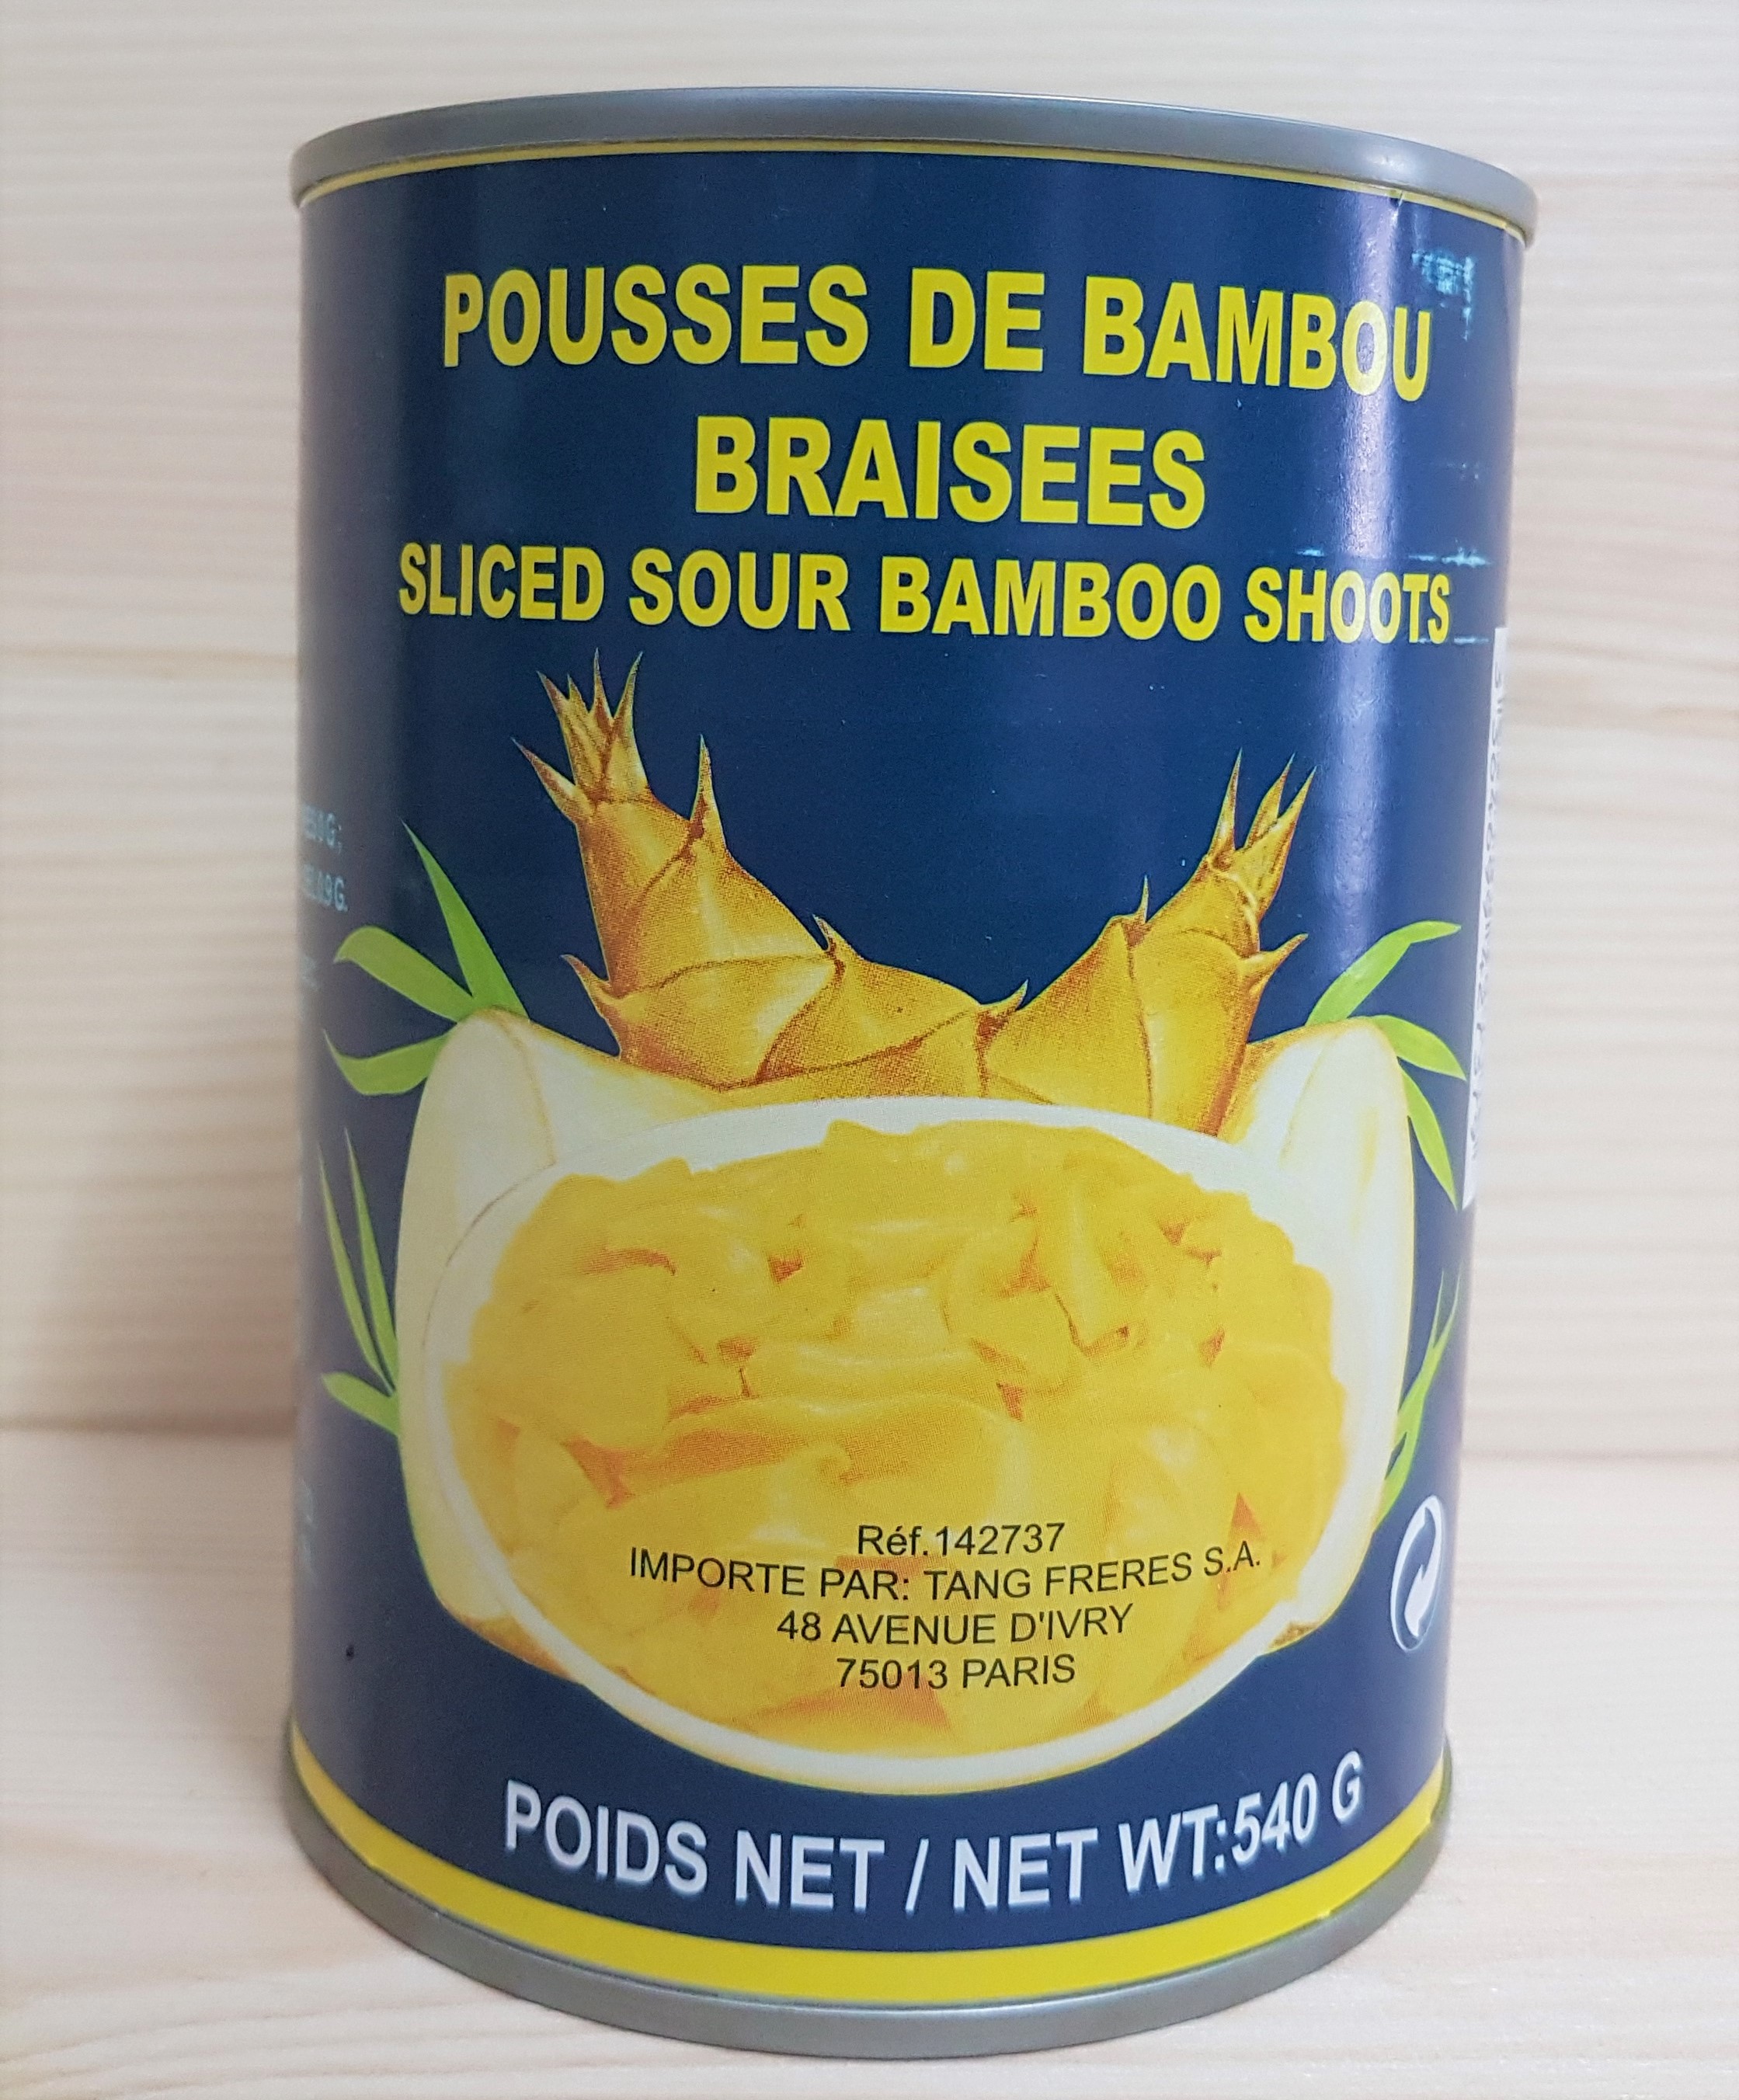 POUSSES DE BAMBOU
BRAISEES
SLICED SOUR BAMBOO SHOOTS
Réf.142737
IMPORTE PAR: TANG FRERES S.A.
48 AVENUE D'IVRY
75013 PARIS
POIDS NET / NET WT:540 G